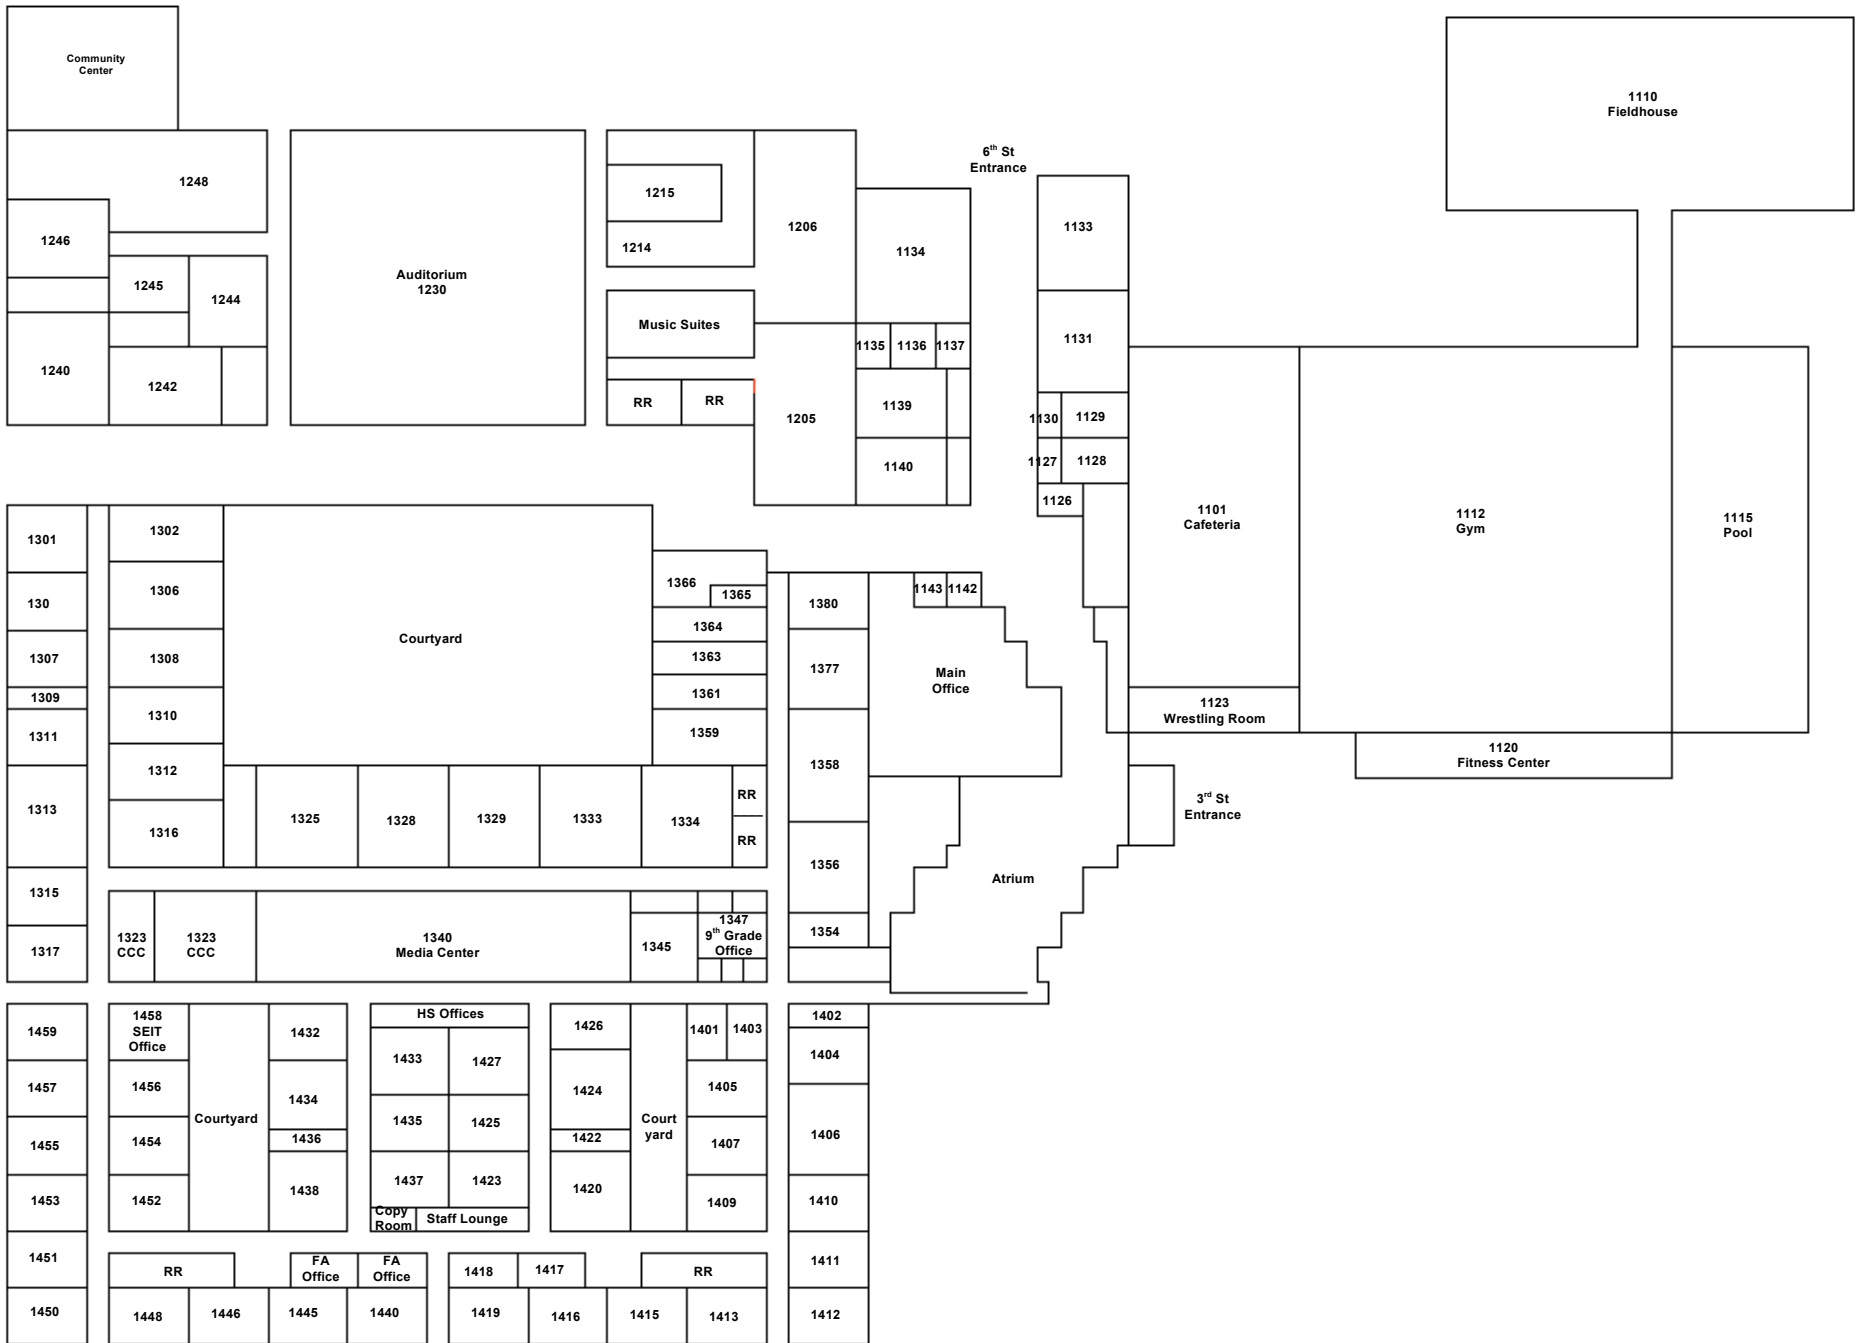 Community
Center
1110
Fieldhouse
6th St
Entrance
1248
1215
1246
1206
1133
1214
1134
Auditorium
1230
1245
1244
Music Suites
1131
1135
1136
1137
1240
1242
RR
RR
1139
1205
1130
1129
1140
1127
1128
1126
1101
Cafeteria
1112
Gym
1115
Pool
1301
1302
1366
1365
1143
1142
130
1306
1380
1364
Courtyard
1307
1308
1363
1377
Main
Office
1309
1361
1310
1123
Wrestling Room
1311
1359
1120
Fitness Center
1312
1358
RR
1313
1325
1328
1329
1333
1334
3rd St
Entrance
1316
RR
1356
Atrium
1315
1347
9th Grade
Office
1354
1317
1323
CCC
1323
CCC
1340
Media Center
1345
1458
SEIT
Office
HS Offices
1402
1459
1432
1426
1401
1403
1433
1427
1404
1457
1456
1434
1424
1405
Courtyard
Court
yard
1435
1425
1455
1454
1436
1422
1407
1406
1437
1423
1453
1452
1438
1420
1409
1410
Copy
Room
Staff Lounge
1451
RR
FA
Office
FA
Office
1418
1417
RR
1411
1450
1448
1446
1445
1440
1419
1416
1415
1413
1412